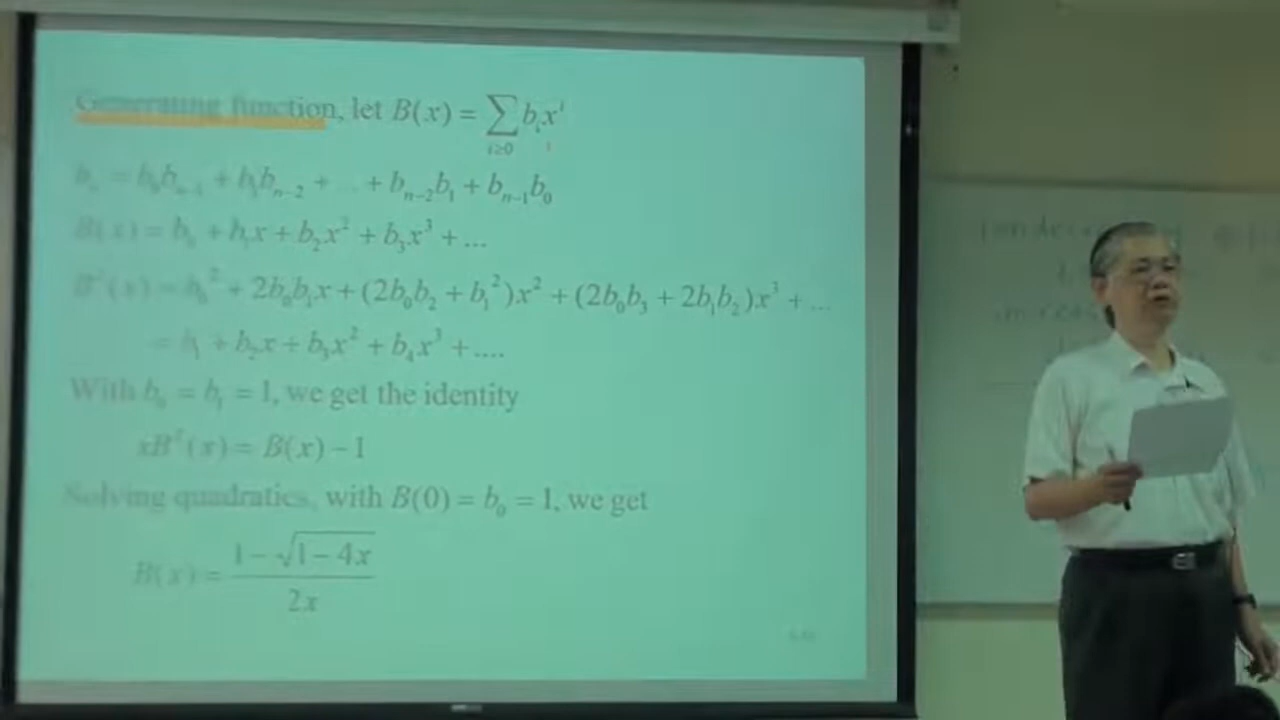 Generating function, let B(x) = ∑_{i≥0} b_i x^i
b_n = b_0b_{n-1} + b_1b_{n-2} + ... + b_{n-2}b_1 + b_{n-1}b_0
B(x) = b_0 + b_1x + b_2x^2 + b_3x^3 + ...
B^2(x) = b_0^2 + 2b_0b_1x + (2b_0b_2 + b_1^2)x^2 + (2b_0b_3 + 2b_1b_2)x^3 + ...
= b_1 + b_2x + b_3x^2 + b_4x^3 + ....
With b_0 = b_1 = 1, we get the identity
xB^2(x) = B(x) − 1
Solving quadratics, with B(0) = b_0 = 1, we get
B(x) = \frac{1 − \sqrt{1 − 4x}}{2x}